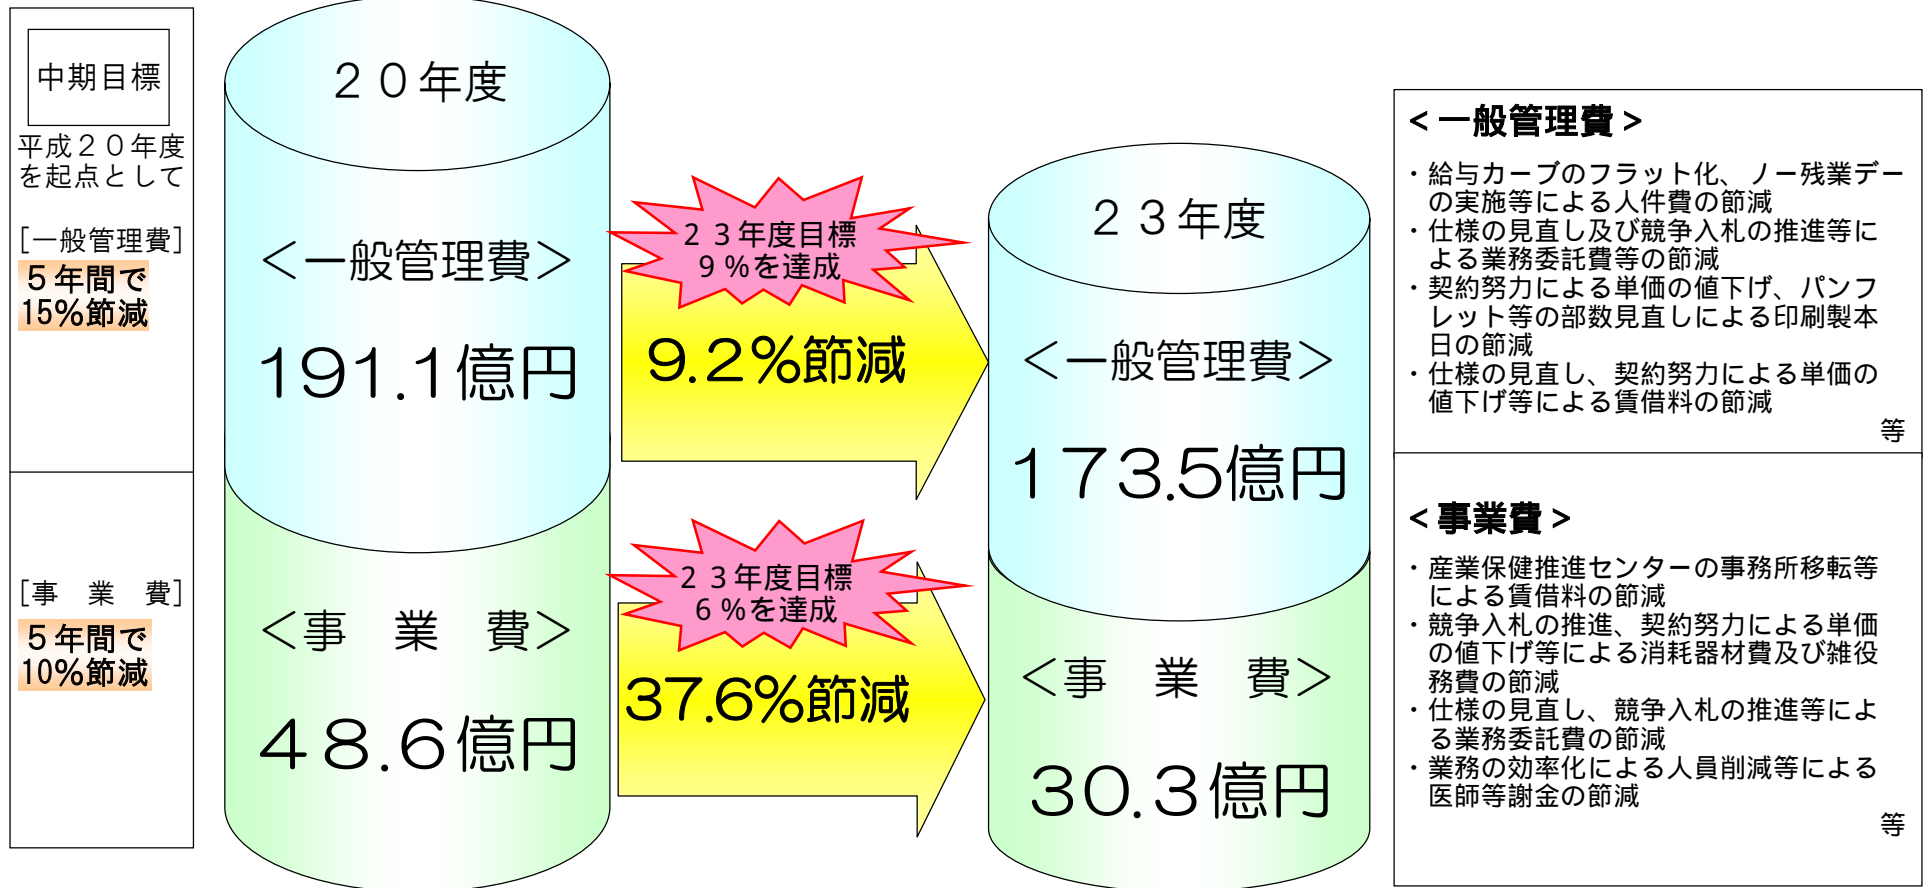 中期目標
平成２０年度
を起点として
[一般管理費]
５年間で
15%節減
[事　業　費]
５年間で
10%節減
２０年度
＜一般管理費＞
191.1億円
＜事　業　費＞
48.6億円
２３年度目標
９％を達成
9.2％節減
２３年度目標
６％を達成
37.6％節減
２３年度
＜一般管理費＞
173.5億円
＜事　業　費＞
30.3億円
＜一般管理費＞
・給与カーブのフラット化、ノー残業デー
の実施等による人件費の節減
・仕様の見直し及び競争入札の推進等に
よる業務委託費等の節減
・契約努力による単価の値下げ、パンフ
レット等の部数見直しによる印刷製本
日の節減
・仕様の見直し、契約努力による単価の
値下げ等による賃借料の節減
等
＜事業費＞
・産業保健推進センターの事務所移転等
による賃借料の節減
・競争入札の推進、契約努力による単価
の値下げ等による消耗器材費及び雑役
務費の節減
・仕様の見直し、競争入札の推進等によ
る業務委託費の節減
・業務の効率化による人員削減等による
医師等謝金の節減
等